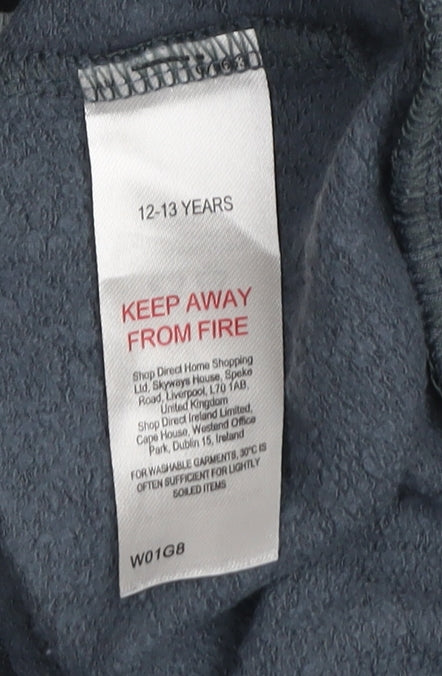 12-13 YEARS
KEEP AWAY
FROM FIRE
Shop Direct Home Shopping
Ltd, Skyways House, Speke
Road, Liverpool, L70 1AB,
United Kingdom
Shop Direct Ireland Limited,
Cape House, Westend Office
Park, Dublin 15, Ireland
FOR WASHABLE GARMENTS, 30°C IS
OFTEN SUFFICIENT FOR LIGHTLY
SOILED ITEMS
W01G8